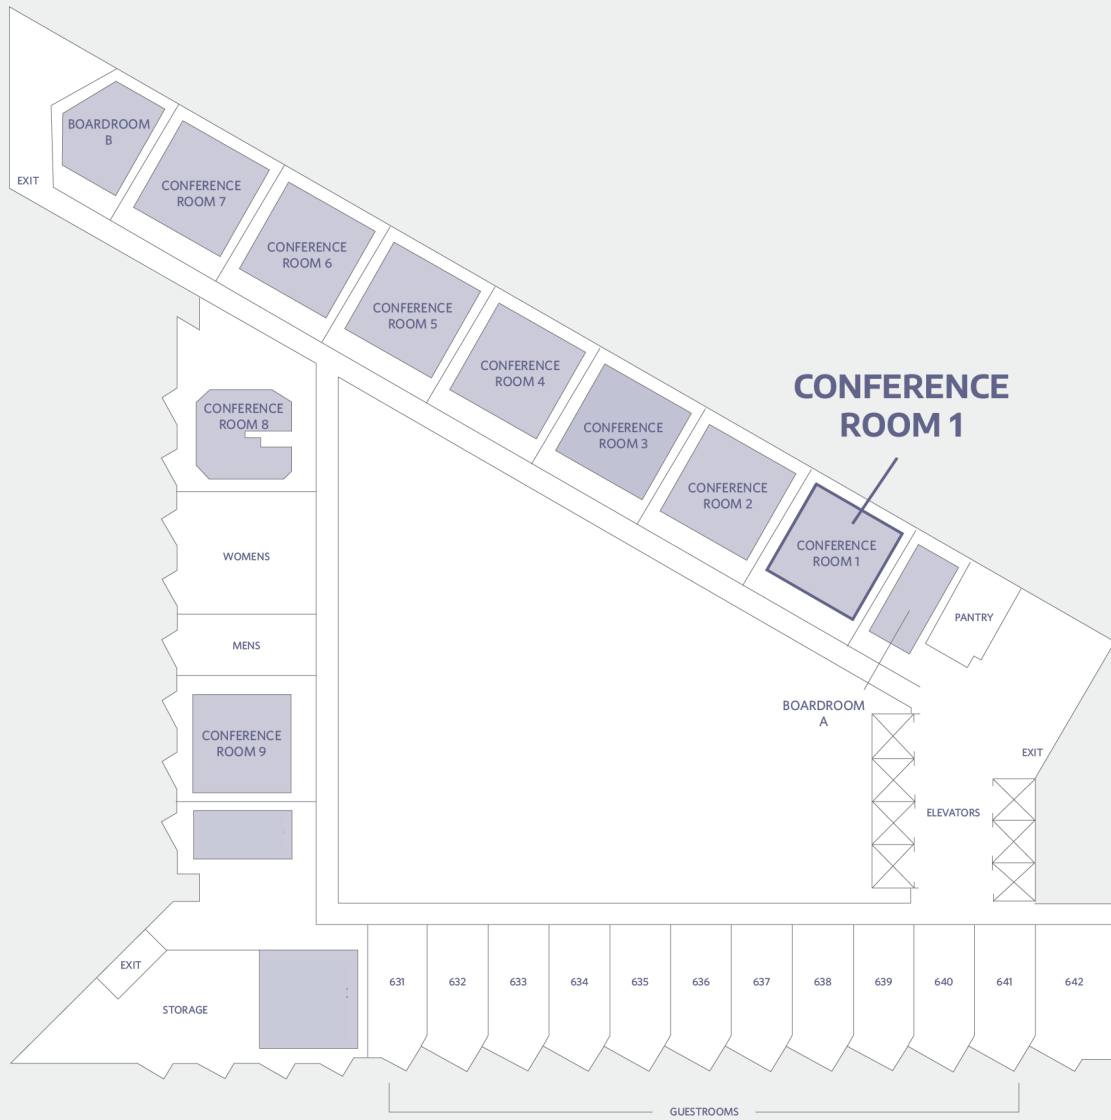 BOARDROOM
B
EXIT
CONFERENCE
ROOM 7
CONFERENCE
ROOM 6
CONFERENCE
ROOM 5
CONFERENCE
ROOM 4
CONFERENCE
ROOM 3
CONFERENCE
ROOM 2
CONFERENCE
ROOM 1
CONFERENCE
ROOM 1
PANTRY
BOARDROOM
A
EXIT
ELEVATORS
CONFERENCE
ROOM 8
WOMENS
MENS
CONFERENCE
ROOM 9
EXIT
STORAGE
631 632 633 634 635 636 637 638 639 640 641 642
GUESTROOMS